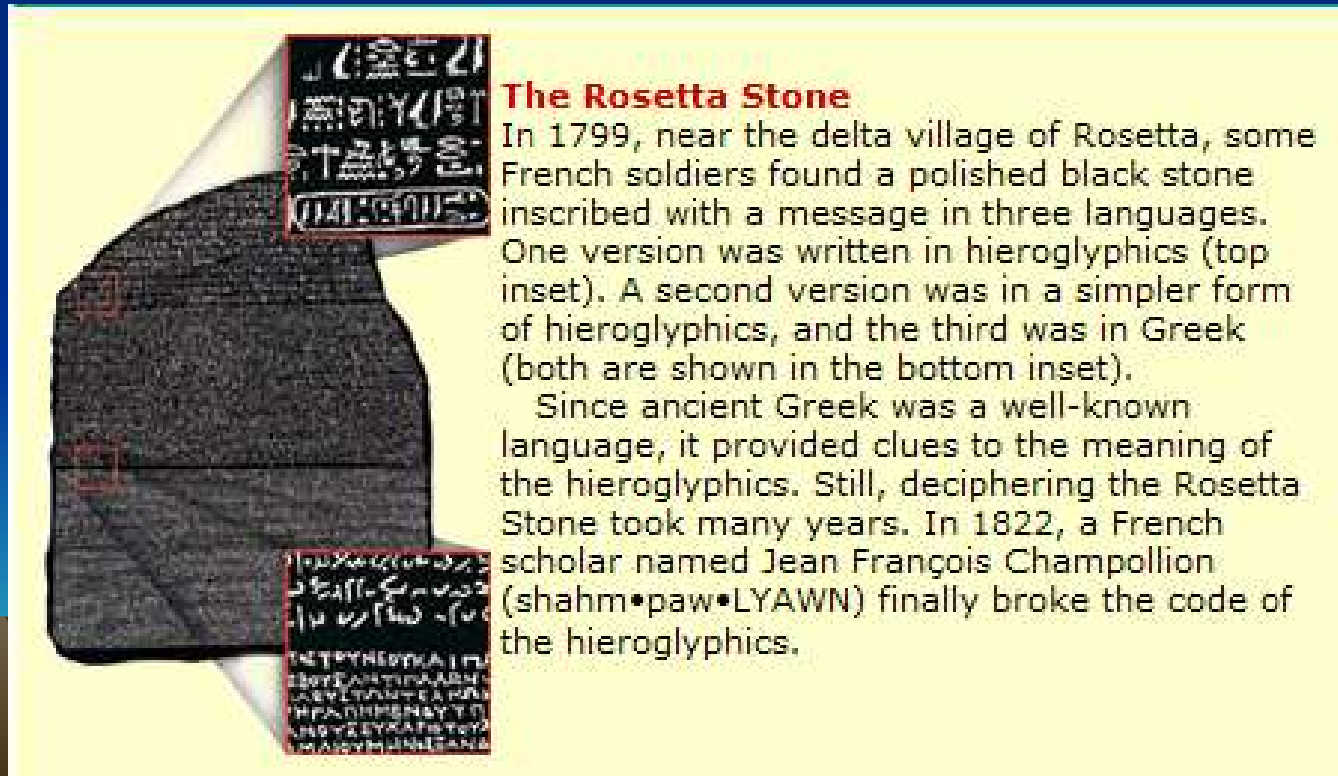 The Rosetta Stone
In 1799, near the delta village of Rosetta, some
French soldiers found a polished black stone
inscribed with a message in three languages.
One version was written in hieroglyphics (top
inset). A second version was in a simpler form
of hieroglyphics, and the third was in Greek
(both are shown in the bottom inset).
Since ancient Greek was a well-known
language, it provided clues to the meaning of
the hieroglyphics. Still, deciphering the Rosetta
Stone took many years. In 1822, a French
scholar named Jean François Champollion
(shahm•paw•LYAWN) finally broke the code of
the hieroglyphics.